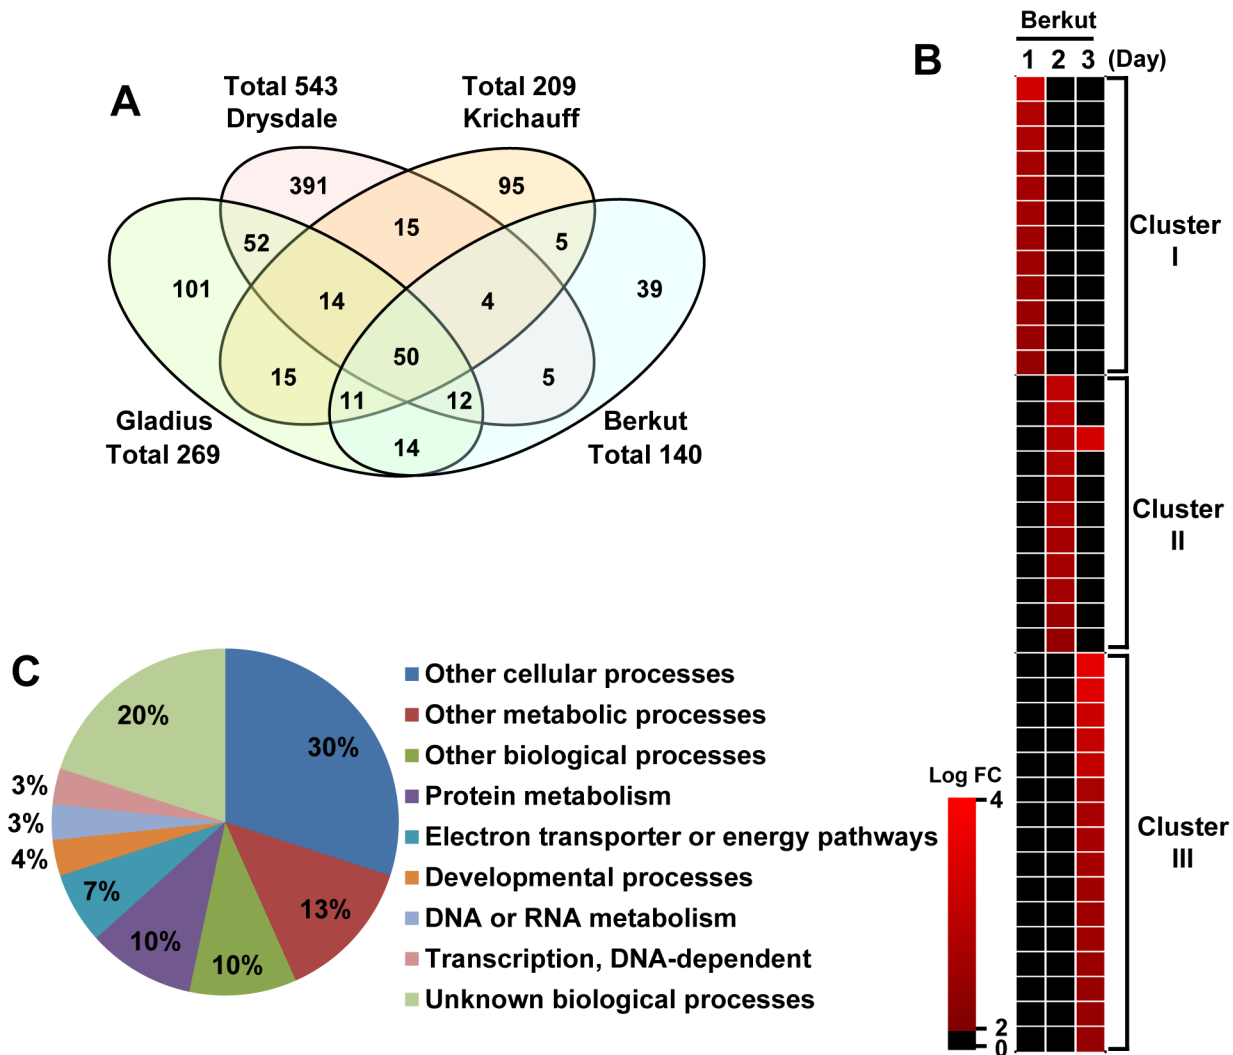 A
Total 543
Drysdale
Total 209
Krichauff
391
95
15
52
5
101
14
4
39
50
15
11
12
5
14
Gladius
Total 269
Berkut
Total 140
B
Berkut
1 2 3 (Day)
Cluster
I
Cluster
II
Cluster
III
Log FC
4
2
0
C
20%
30%
3%
3%
4%
7%
10%
10%
13%
Other cellular processes
Other metabolic processes
Other biological processes
Protein metabolism
Electron transporter or energy pathways
Developmental processes
DNA or RNA metabolism
Transcription, DNA-dependent
Unknown biological processes